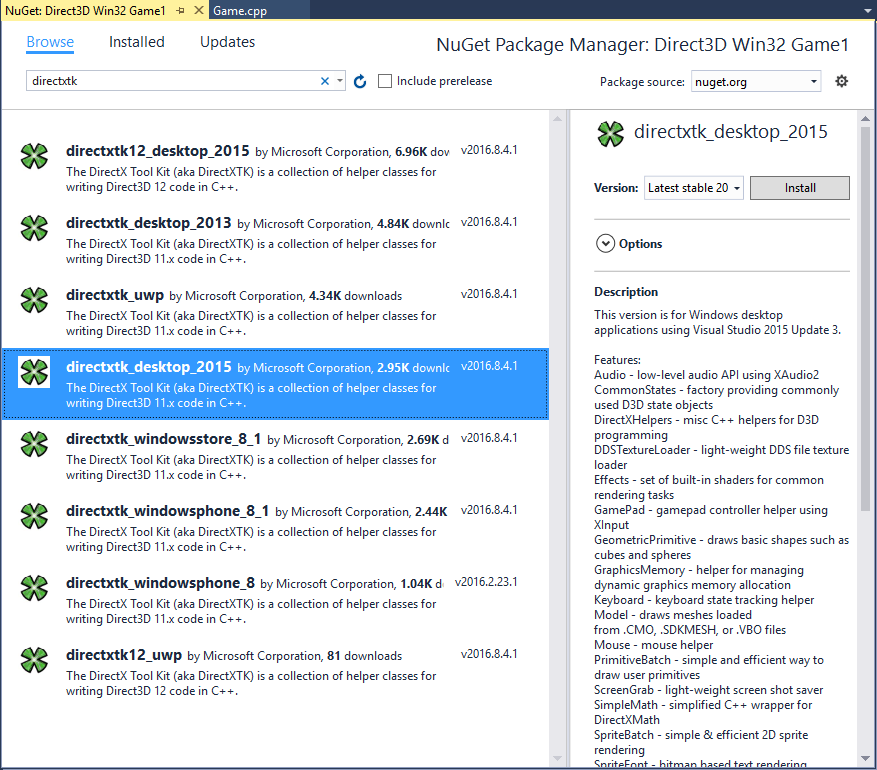 NuGet: Direct3D Win32 Game1
Game.cpp
Browse
Installed
Updates
NuGet Package Manager: Direct3D Win32 Game1
directxtk
Include prerelease
Package source:
nuget.org
directxtk12_desktop_2015 by Microsoft Corporation, 6.96K dov
v2016.8.4.1
The DirectX Tool Kit (aka DirectXTK) is a collection of helper classes for
writing Direct3D 12 code in C++.
directxtk_desktop_2013 by Microsoft Corporation, 4.84K downlc
v2016.8.4.1
The DirectX Tool Kit (aka DirectXTK) is a collection of helper classes for
writing Direct3D 11.x code in C++.
directxtk_uwp by Microsoft Corporation, 4.34K downloads
v2016.8.4.1
The DirectX Tool Kit (aka DirectXTK) is a collection of helper classes for
writing Direct3D 11.x code in C++.
directxtk_desktop_2015 by Microsoft Corporation, 2.95K downlc
v2016.8.4.1
The DirectX Tool Kit (aka DirectXTK) is a collection of helper classes for
writing Direct3D 11.x code in C++.
directxtk_windowsstore_8_1 by Microsoft Corporation, 2.69K d
v2016.8.4.1
The DirectX Tool Kit (aka DirectXTK) is a collection of helper classes for
writing Direct3D 11.x code in C++.
directxtk_windowsphone_8_1 by Microsoft Corporation, 2.44K
v2016.8.4.1
The DirectX Tool Kit (aka DirectXTK) is a collection of helper classes for
writing Direct3D 11.x code in C++.
directxtk_windowsphone_8 by Microsoft Corporation, 1.04K d
v2016.2.23.1
The DirectX Tool Kit (aka DirectXTK) is a collection of helper classes for
writing Direct3D 11.x code in C++.
directxtk12_uwp by Microsoft Corporation, 81 downloads
v2016.8.4.1
The DirectX Tool Kit (aka DirectXTK) is a collection of helper classes for
writing Direct3D 12 code in C++.
directxtk_desktop_2015
Version:
Latest stable 20
Install
Options
Description
This version is for Windows desktop
applications using Visual Studio 2015 Update 3.
Features:
Audio - low-level audio API using XAudio2
CommonStates - factory providing commonly
used D3D state objects
DirectXHelpers - misc C++ helpers for D3D
programming
DDSTextureLoader - light-weight DDS file texture
loader
Effects - set of built-in shaders for common
rendering tasks
GamePad - gamepad controller helper using
XInput
GeometricPrimitive - draws basic shapes such as
cubes and spheres
GraphicsMemory - helper for managing
dynamic graphics memory allocation
Keyboard - keyboard state tracking helper
Model - draws meshes loaded
from .CMO, .SDKMESH, or .VBO files
Mouse - mouse helper
PrimitiveBatch - simple and efficient way to
draw user primitives
ScreenGrab - light-weight screen shot saver
SimpleMath - simplified C++ wrapper for
DirectXMath
SpriteBatch - simple & efficient 2D sprite
rendering
SpriteFont - bitmap based text rendering